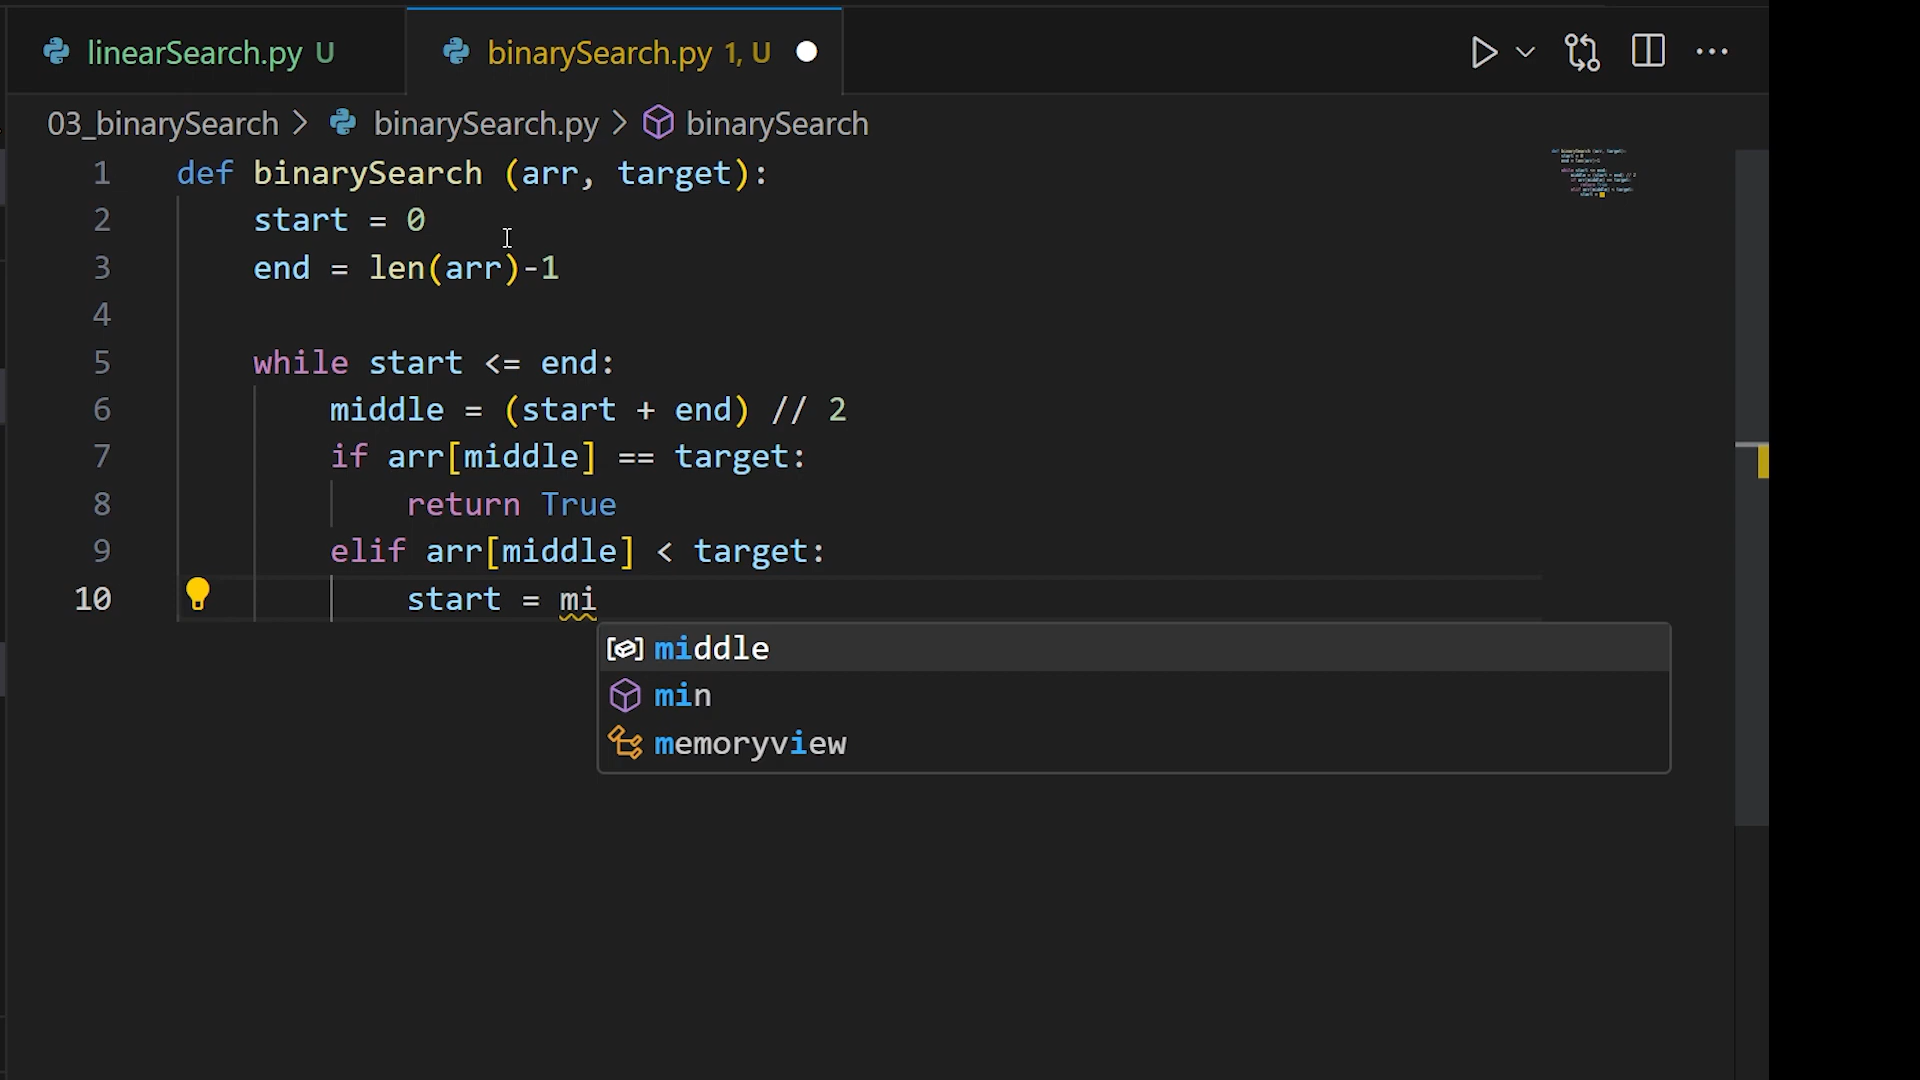 linearSearch.py U
binarySearch.py 1, U
03_binarySearch > binarySearch.py > binarySearch
1 def binarySearch (arr, target):
2 start = 0
3 end = len(arr)-1
4
5 while start <= end:
6 middle = (start + end) // 2
7 if arr[middle] == target:
8 return True
9 elif arr[middle] < target:
10 start = mi
middle
min
memoryview